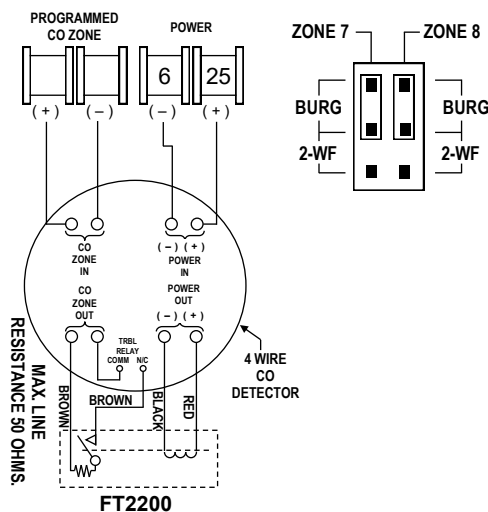 PROGRAMMED
CO ZONE
POWER
6
25
(+)
(–)
(–)
(+)
CO
ZONE
IN
(–) (+)
POWER
IN
CO
ZONE
OUT
POWER
OUT
(–) (+)
TRBL
RELAY
COMM N/C
4 WIRE
CO
DETECTOR
MAX. LINE
RESISTANCE 50 OHMS.
BROWN
BROWN
BLACK
RED
FT2200
ZONE 7
ZONE 8
BURG
BURG
2-WF
2-WF